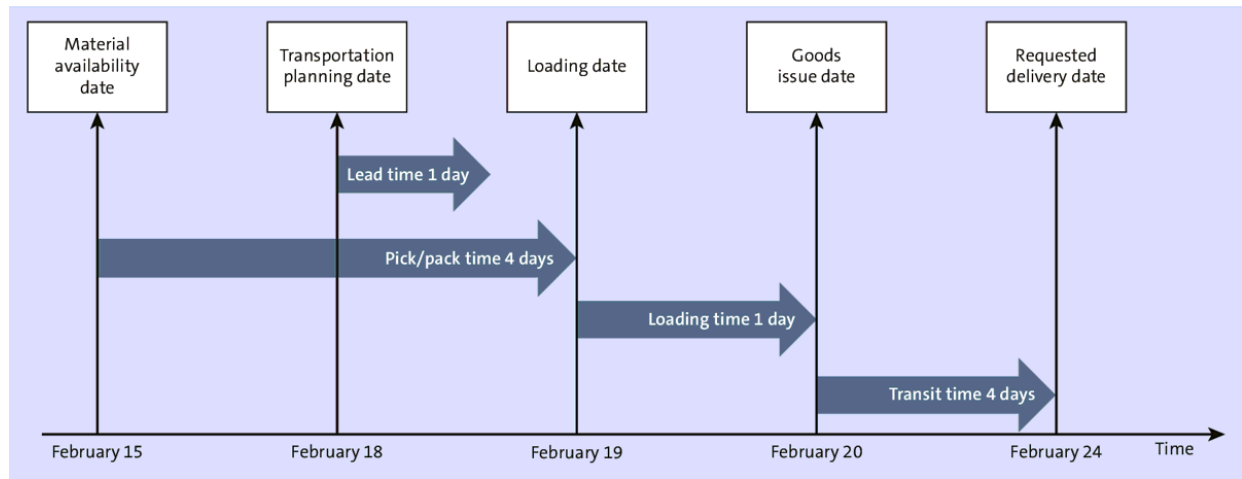 Material
availability
date
Transportation
planning date
Loading date
Goods
issue date
Requested
delivery date
Lead time 1 day
Pick/pack time 4 days
Loading time 1 day
Transit time 4 days
February 15
February 18
February 19
February 20
February 24
Time